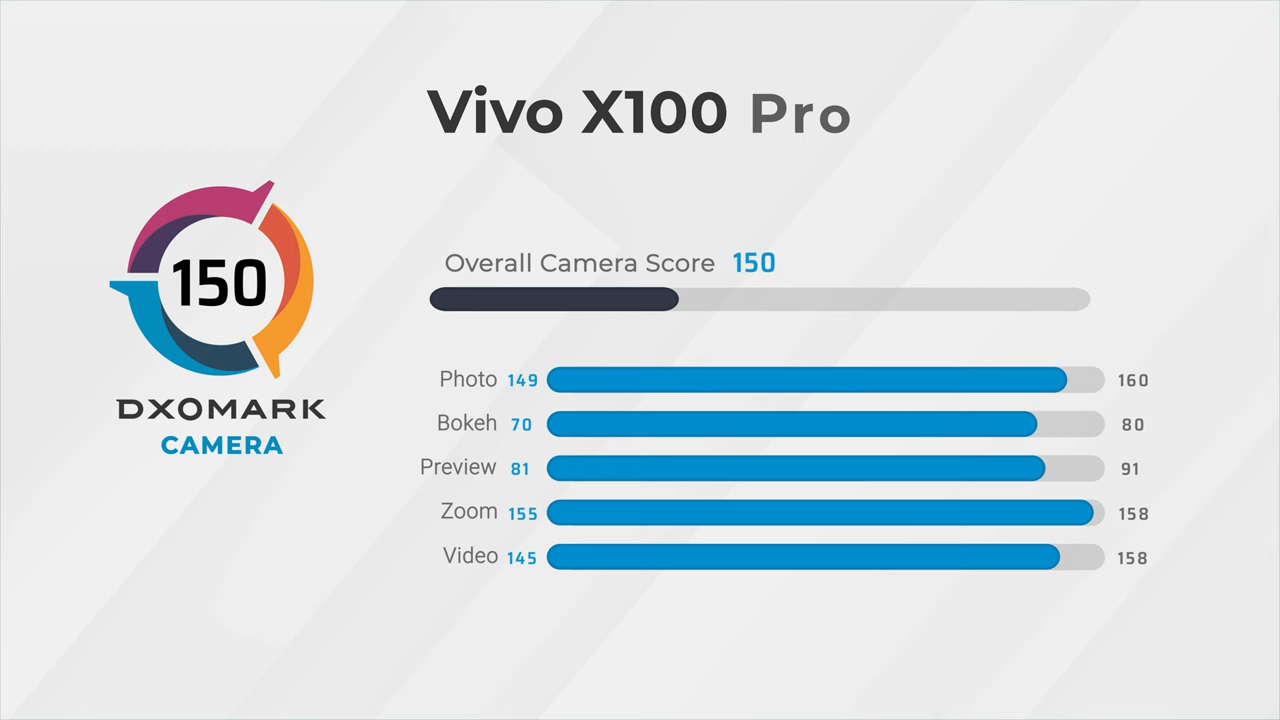 Vivo X100 Pro
150
DXOMARK
CAMERA
Overall Camera Score 150
Photo 149 160
Bokeh 70 80
Preview 81 91
Zoom 155 158
Video 145 158